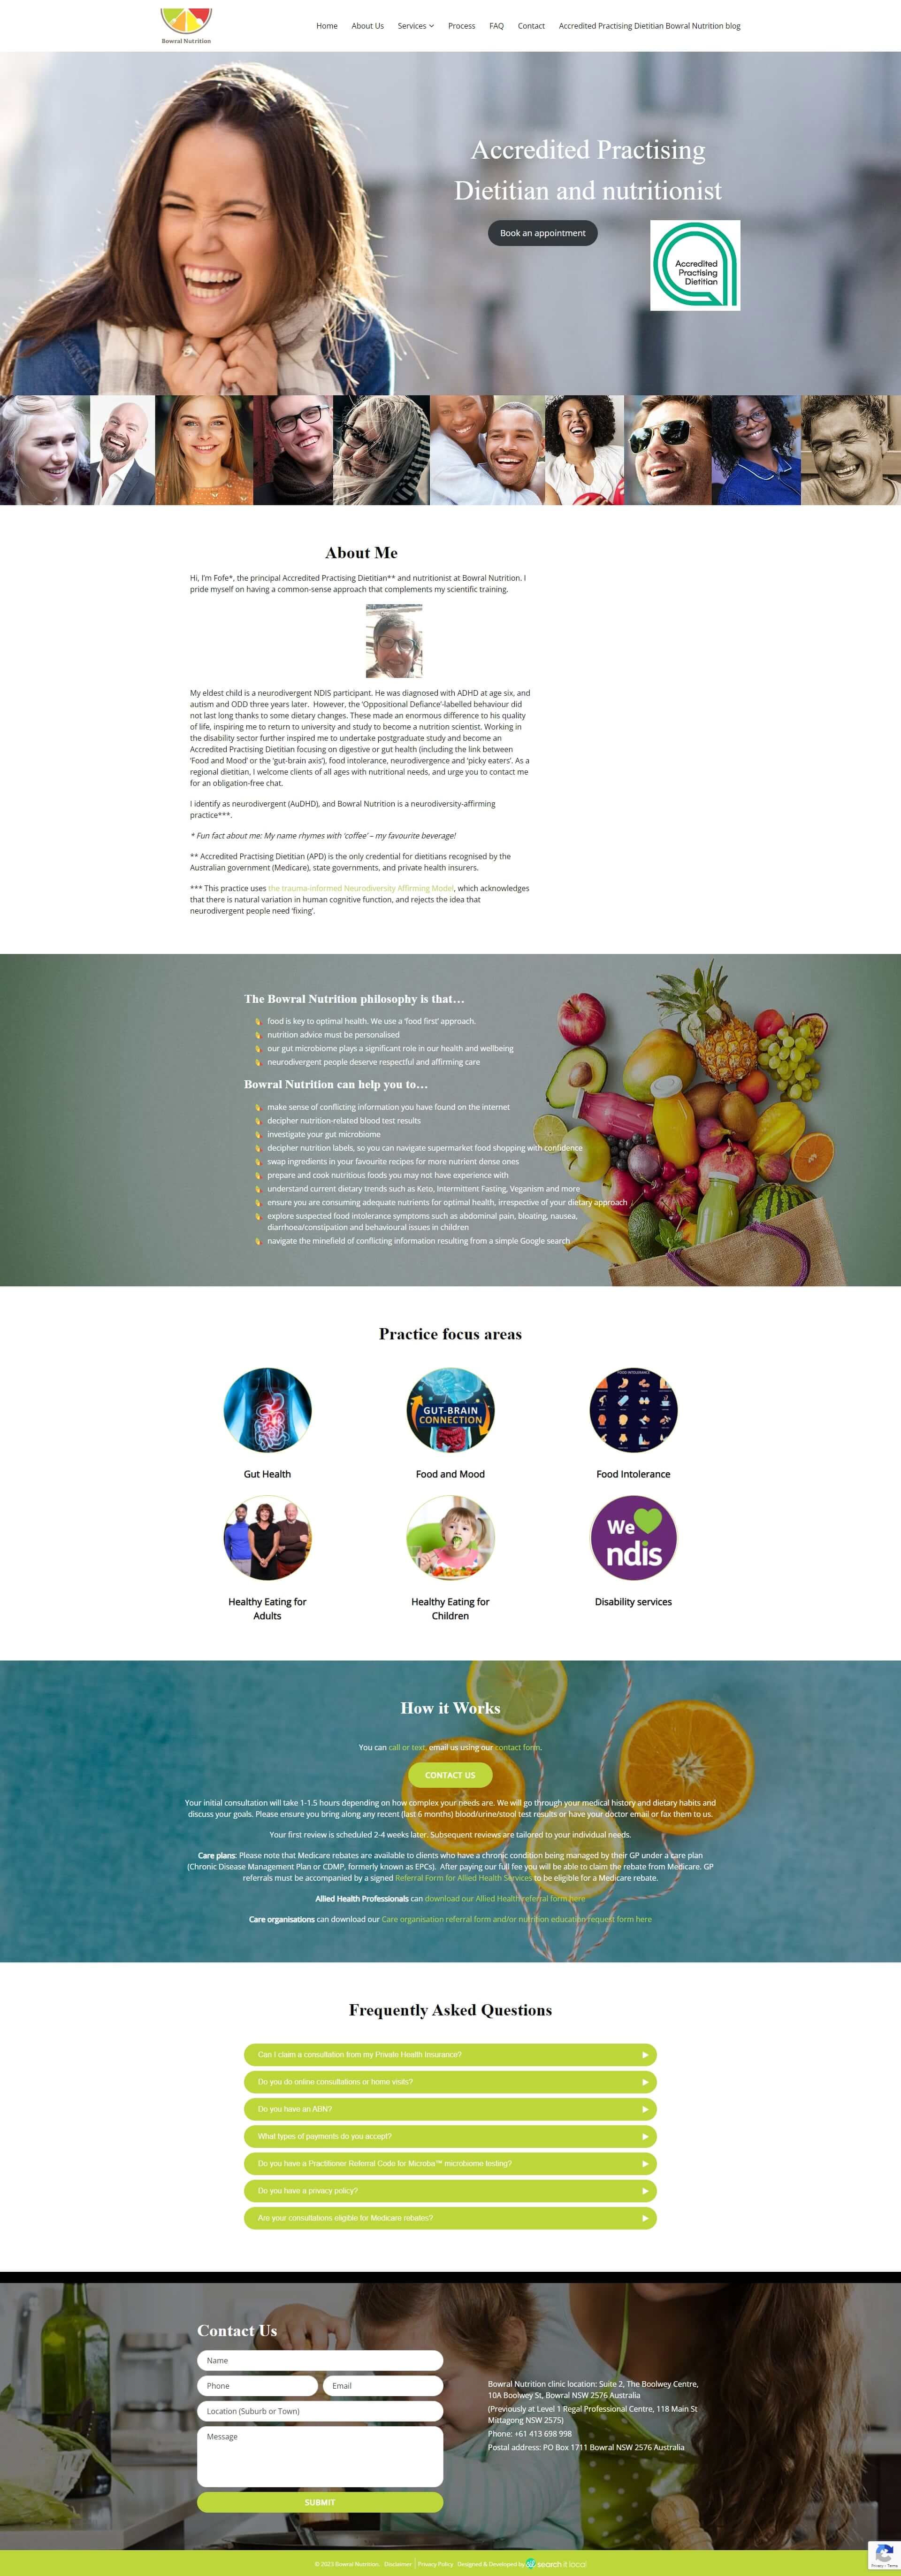 Bowral Nutrition
Home
About Us
Services
Process
FAQ
Contact
Accredited Practising Dietitian Bowral Nutrition blog
Accredited Practising
Dietitian and nutritionist
Book an appointment
Accredited
Practising
Dietitian
About Me
Hi, I'm Fofe*, the principal Accredited Practising Dietitian** and nutritionist at Bowral Nutrition. I
pride myself on having a common-sense approach that complements my scientific training.
My eldest child is a neurodivergent NDIS participant. He was diagnosed with ADHD at age six, and
autism and ODD three years later.  However, the 'Oppositional Defiance'-labelled behaviour did
not last long thanks to some dietary changes. These made an enormous difference to his quality
of life, inspiring me to return to university and study to become a nutrition scientist. Working in
the disability sector further inspired me to undertake postgraduate study and become an
Accredited Practising Dietitian focusing on digestive or gut health (including the link between
'Food and Mood' or the 'gut-brain axis'), food intolerance, neurodivergence and 'picky eaters'. As a
regional dietitian, I welcome clients of all ages with nutritional needs, and urge you to contact me
for an obligation-free chat.
I identify as neurodivergent (AuDHD), and Bowral Nutrition is a neurodiversity-affirming
practice***.
* Fun fact about me: My name rhymes with 'coffee' – my favourite beverage!
** Accredited Practising Dietitian (APD) is the only credential for dietitians recognised by the
Australian government (Medicare), state governments, and private health insurers.
*** This practice uses the trauma-informed Neurodiversity Affirming Model, which acknowledges
that there is natural variation in human cognitive function, and rejects the idea that
neurodivergent people need 'fixing'.
The Bowral Nutrition philosophy is that…
food is key to optimal health. We use a 'food first' approach.
nutrition advice must be personalised
our gut microbiome plays a significant role in our health and wellbeing
neurodivergent people deserve respectful and affirming care
Bowral Nutrition can help you to…
make sense of conflicting information you have found on the internet
decipher nutrition-related blood test results
investigate your gut microbiome
decipher nutrition labels, so you can navigate supermarket food shopping with confidence
swap ingredients in your favourite recipes for more nutrient dense ones
prepare and cook nutritious foods you may not have experience with
understand current dietary trends such as Keto, Intermittent Fasting, Veganism and more
ensure you are consuming adequate nutrients for optimal health, irrespective of your dietary approach
explore suspected food intolerance symptoms such as abdominal pain, bloating, nausea,
diarrhoea/constipation and behavioural issues in children
navigate the minefield of conflicting information resulting from a simple Google search
Practice focus areas
GUT-BRAIN
CONNECTION
FOOD INTOLERANCE
Gut Health
Food and Mood
Food Intolerance
We
ndis
Healthy Eating for
Adults
Healthy Eating for
Children
Disability services
How it Works
You can call or text, email us using our contact form.
CONTACT US
Your initial consultation will take 1-1.5 hours depending on how complex your needs are. We will go through your medical history and dietary habits and
discuss your goals. Please ensure you bring along any recent (last 6 months) blood/urine/stool test results or have your doctor email or fax them to us.
Your first review is scheduled 2-4 weeks later. Subsequent reviews are tailored to your individual needs.
Care plans: Please note that Medicare rebates are available to clients who have a chronic condition being managed by their GP under a care plan
(Chronic Disease Management Plan or CDMP, formerly known as EPCs).  After paying our full fee you will be able to claim the rebate from Medicare. GP
referrals must be accompanied by a signed Referral Form for Allied Health Services to be eligible for a Medicare rebate.
Allied Health Professionals can download our Allied Health referral form here
Care organisations can download our Care organisation referral form and/or nutrition education request form here
Frequently Asked Questions
Can I claim a consultation from my Private Health Insurance?
Do you do online consultations or home visits?
Do you have an ABN?
What types of payments do you accept?
Do you have a Practitioner Referral Code for Microba™ microbiome testing?
Do you have a privacy policy?
Are your consultations eligible for Medicare rebates?
Contact Us
Name
Phone
Email
Location (Suburb or Town)
Message
SUBMIT
Bowral Nutrition clinic location: Suite 2, The Boolwey Centre,
10A Boolwey St, Bowral NSW 2576 Australia
(Previously at Level 1 Regal Professional Centre, 118 Main St
Mittagong NSW 2575)
Phone: +61 413 698 998
Postal address: PO Box 1711 Bowral NSW 2576 Australia
© 2023 Bowral Nutrition. Disclaimer | Privacy Policy Designed & Developed by search it local
Privacy - Terms